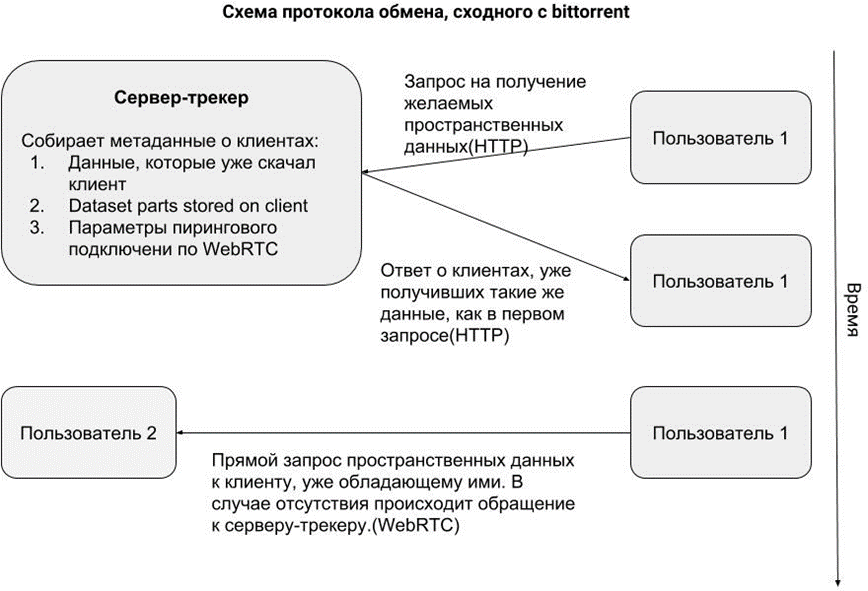 Схема протокола обмена, сходного с bittorrent
Сервер-трекер
Собирает метаданные о клиентах:
1. Данные, которые уже скачал
клиент
2. Dataset parts stored on client
3. Параметры пирингового
подключени по WebRTC
Запрос на получение
желаемых
пространственных
данных(HTTP)
Пользователь 1
Ответ о клиентах, уже
получивших такие же
данные, как в первом
запросе(HTTP)
Пользователь 1
Время
Пользователь 2
Пользователь 1
Прямой запрос пространственных данных
к клиенту, уже обладающему ими. В
случае отсутствия происходит обращение
к серверу-трекеру.(WebRTC)